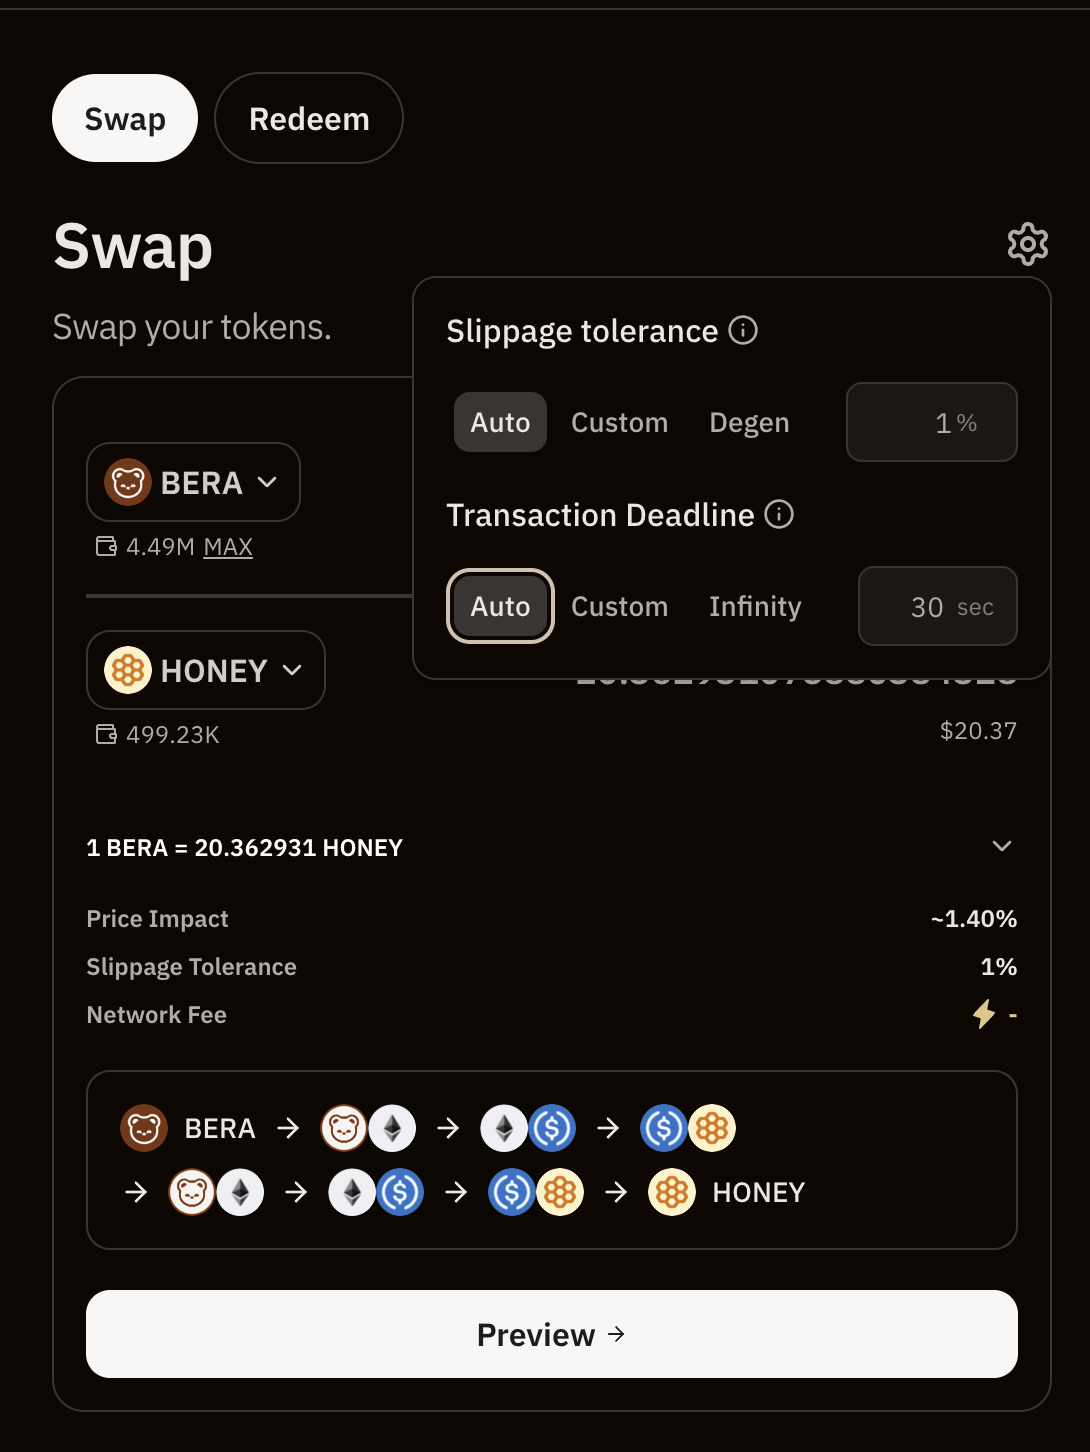 Swap Redeem
Swap
Swap your tokens.
Slippage tolerance
Auto Custom Degen 1 %
Transaction Deadline
Auto Custom Infinity 30 sec
BERA
4.49M MAX
HONEY
499.23K
$20.37
1 BERA = 20.362931 HONEY
Price Impact ~1.40%
Slippage Tolerance 1%
Network Fee -
BERA → → →
→ → → → HONEY
Preview →